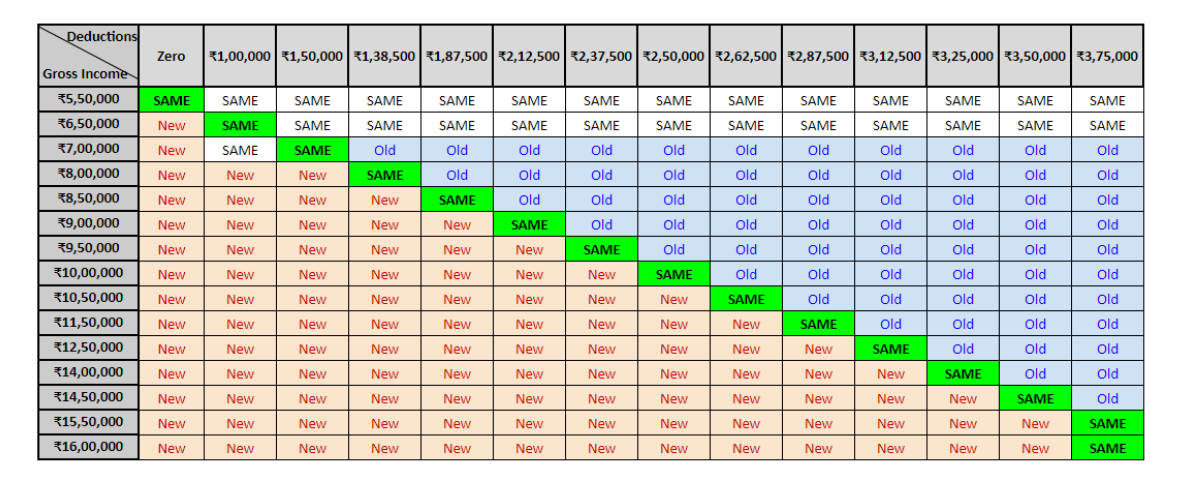 Deductions
Gross Income
Zero ₹1,00,000 ₹1,50,000 ₹1,38,500 ₹1,87,500 ₹2,12,500 ₹2,37,500 ₹2,50,000 ₹2,62,500 ₹2,87,500 ₹3,12,500 ₹3,25,000 ₹3,50,000 ₹3,75,000
₹5,50,000 SAME SAME SAME SAME SAME SAME SAME SAME SAME SAME SAME SAME SAME SAME
₹6,50,000 New SAME SAME SAME SAME SAME SAME SAME SAME SAME SAME SAME SAME SAME
₹7,00,000 New SAME SAME Old Old Old Old Old Old Old Old Old Old Old
₹8,00,000 New New New SAME Old Old Old Old Old Old Old Old Old Old
₹8,50,000 New New New New SAME Old Old Old Old Old Old Old Old Old
₹9,00,000 New New New New New SAME Old Old Old Old Old Old Old Old
₹9,50,000 New New New New New New SAME Old Old Old Old Old Old Old
₹10,00,000 New New New New New New New SAME Old Old Old Old Old Old
₹10,50,000 New New New New New New New New SAME Old Old Old Old Old
₹11,50,000 New New New New New New New New New SAME Old Old Old Old
₹12,50,000 New New New New New New New New New New SAME Old Old Old
₹14,00,000 New New New New New New New New New New New SAME Old Old
₹14,50,000 New New New New New New New New New New New New SAME Old
₹15,50,000 New New New New New New New New New New New New New SAME
₹16,00,000 New New New New New New New New New New New New New SAME